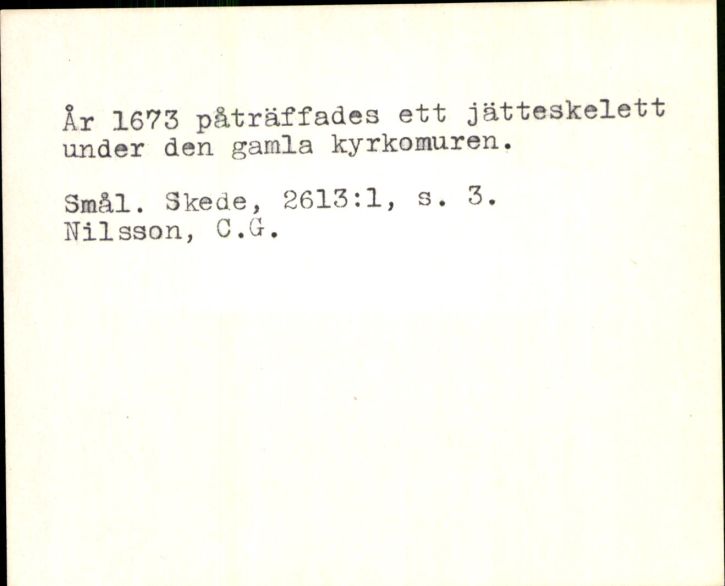 År 1673 påträffades ett jätteskelett
under den gamla kyrkomuren.
Smål. Skede, 2613:1, s. 3.
Nilsson, C.G.